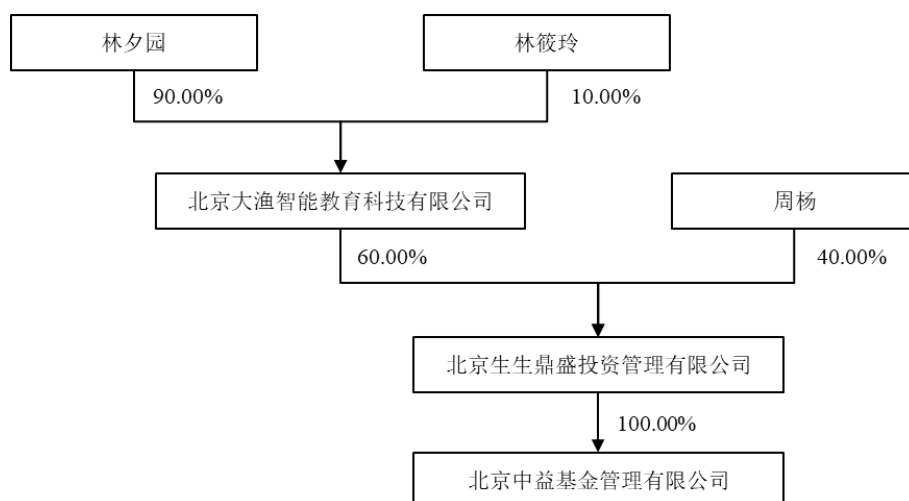 林夕园
林筱玲
90.00%
10.00%
北京大渔智能教育科技有限公司
周杨
60.00%
40.00%
北京生生鼎盛投资管理有限公司
100.00%
北京中益基金管理有限公司